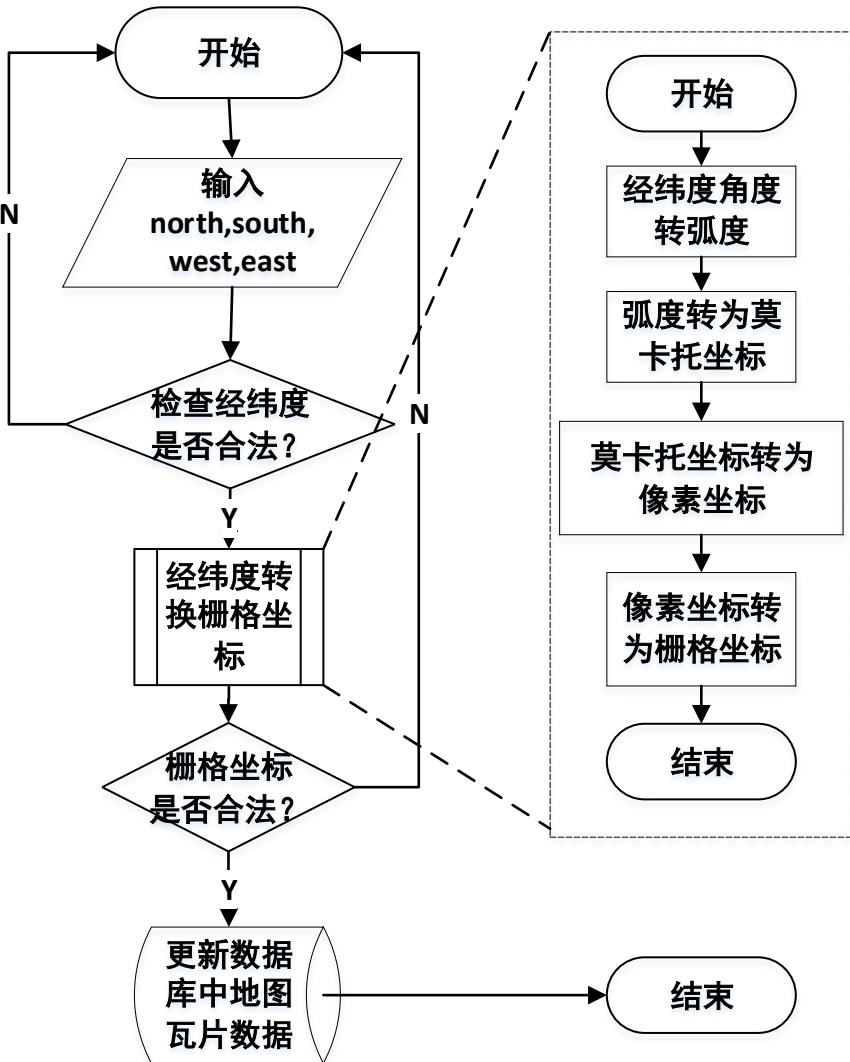 开始
输入
north,south,
west,east
N
检查经纬度
是否合法？
N
Y
经纬度转
换栅格坐
标
栅格坐标
是否合法？
Y
更新数据
库中地图
瓦片数据
结束
开始
经纬度角度
转弧度
弧度转为莫
卡托坐标
莫卡托坐标转为
像素坐标
像素坐标转
为栅格坐标
结束